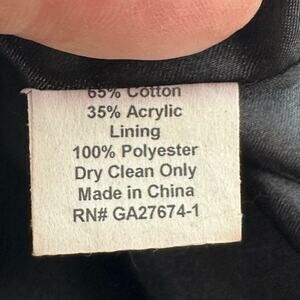 65% Cotton
35% Acrylic
Lining
100% Polyester
Dry Clean Only
Made in China
RN# GA27674-1